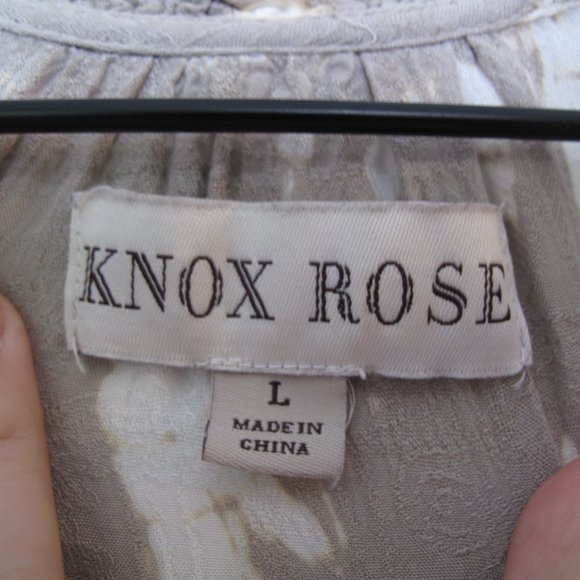 KNOX ROSE
L
MADE IN
CHINA